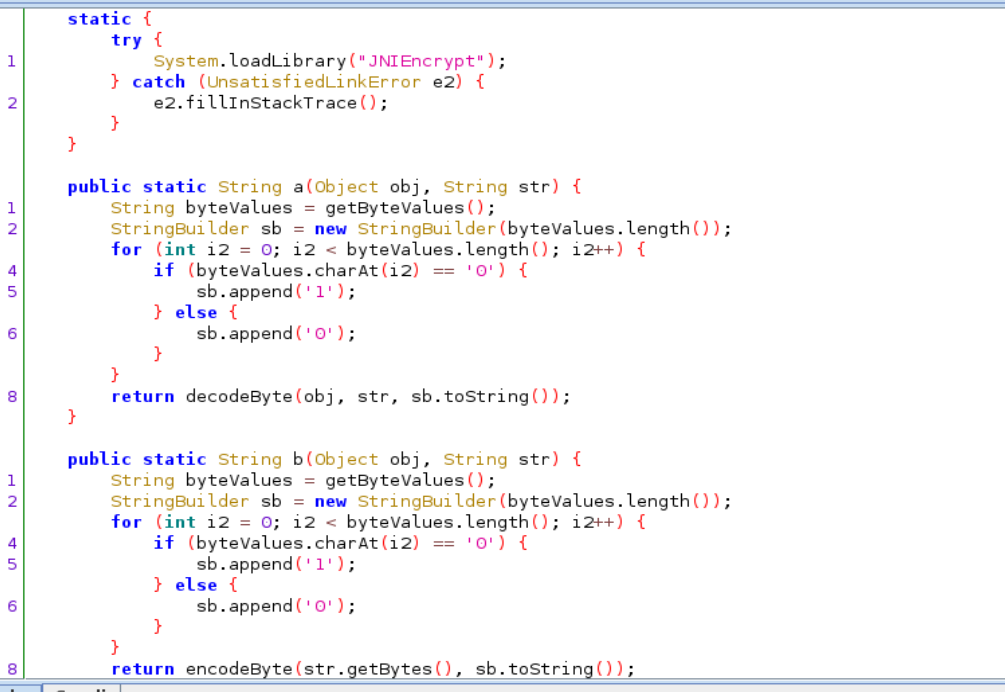 static {
try {
1 System.loadLibrary("JNIEncrypt");
} catch (UnsatisfiedLinkError e2) {
2 e2.fillInStackTrace();
}
}
public static String a(Object obj, String str) {
1 String byteValues = getByteValues();
2 StringBuilder sb = new StringBuilder(byteValues.length());
for (int i2 = 0; i2 < byteValues.length(); i2++) {
4 if (byteValues.charAt(i2) == '0') {
5 sb.append('1');
} else {
6 sb.append('0');
}
}
8 return decodeByte(obj, str, sb.toString());
}
public static String b(Object obj, String str) {
1 String byteValues = getByteValues();
2 StringBuilder sb = new StringBuilder(byteValues.length());
for (int i2 = 0; i2 < byteValues.length(); i2++) {
4 if (byteValues.charAt(i2) == '0') {
5 sb.append('1');
} else {
6 sb.append('0');
}
}
8 return encodeByte(str.getBytes(), sb.toString());